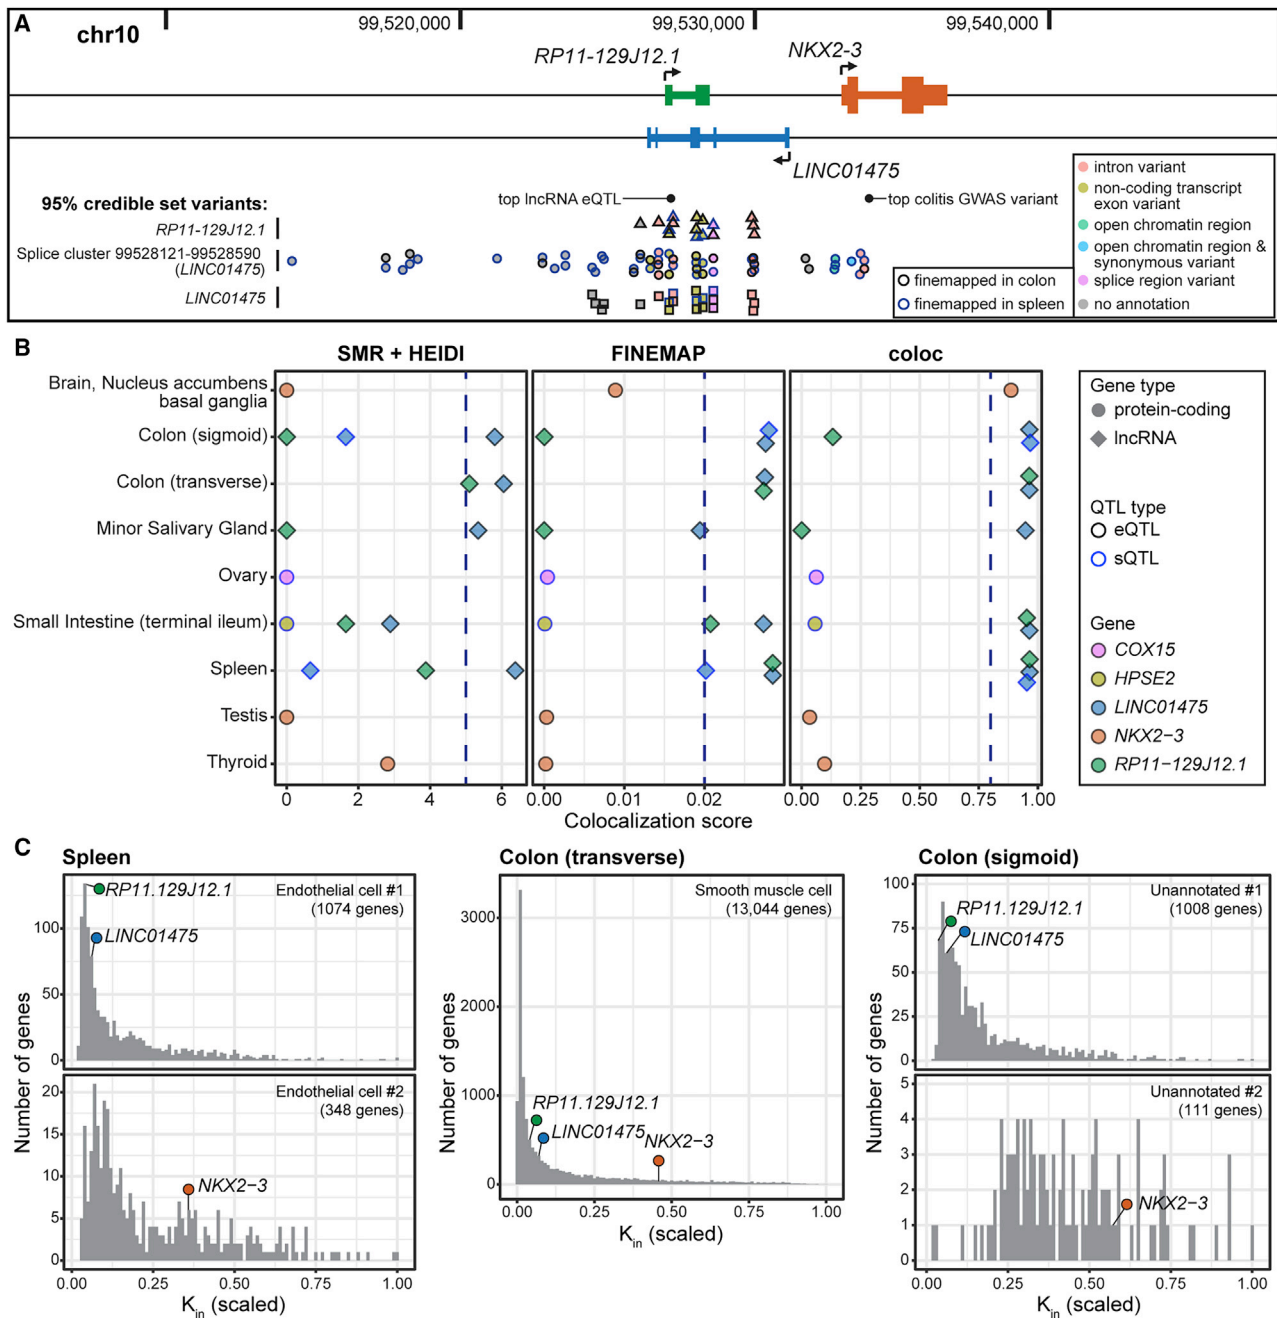 A
chr10
99,520,000
99,530,000
99,540,000
RP11-129J12.1
NKX2-3
LINC01475
95% credible set variants:
RP11-129J12.1
Splice cluster 99528121-99528590
(LINC01475)
LINC01475
top lncRNA eQTL
top colitis GWAS variant
finemapped in colon
finemapped in spleen
intron variant
non-coding transcript
exon variant
open chromatin region
open chromatin region &
synonymous variant
splice region variant
no annotation
B
SMR + HEIDI
FINEMAP
coloc
Brain, Nucleus accumbens
basal ganglia
Colon (sigmoid)
Colon (transverse)
Minor Salivary Gland
Ovary
Small Intestine (terminal ileum)
Spleen
Testis
Thyroid
0 2 4 6
0.00 0.01 0.02
0.00 0.25 0.50 0.75 1.00
Colocalization score
Gene type
protein-coding
lncRNA
QTL type
eQTL
sQTL
Gene
COX15
HPSE2
LINC01475
NKX2−3
RP11−129J12.1
C
Spleen
Number of genes
100
50
0
RP11.129J12.1
LINC01475
Endothelial cell #1
(1074 genes)
20
15
10
5
0
Endothelial cell #2
(348 genes)
NKX2−3
0.00 0.25 0.50 0.75 1.00
Kin (scaled)
Colon (transverse)
Number of genes
3000
2000
1000
0
Smooth muscle cell
(13,044 genes)
RP11.129J12.1
LINC01475
NKX2−3
0.00 0.25 0.50 0.75 1.00
Kin (scaled)
Colon (sigmoid)
Number of genes
100
75
50
25
0
Unannotated #1
(1008 genes)
RP11.129J12.1
LINC01475
5
4
3
2
1
0
Unannotated #2
(111 genes)
NKX2−3
0.00 0.25 0.50 0.75 1.00
Kin (scaled)